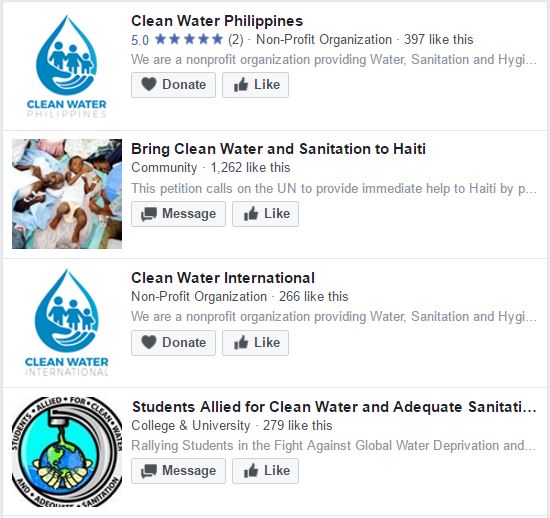 Clean Water Philippines
5.0 ★★★★★ (2) · Non-Profit Organization · 397 like this
We are a nonprofit organization providing Water, Sanitation and Hygi...
Donate
Like
CLEAN WATER
PHILIPPINES
Bring Clean Water and Sanitation to Haiti
Community · 1,262 like this
This petition calls on the UN to provide immediate help to Haiti by p...
Message
Like
Clean Water International
Non-Profit Organization · 266 like this
We are a nonprofit organization providing Water, Sanitation and Hygi...
Donate
Like
CLEAN WATER
INTERNATIONAL
Students Allied for Clean Water and Adequate Sanitati...
College & University · 279 like this
Rallying Students in the Fight Against Global Water Deprivation and...
Message
Like
STUDENTS • ALLIED • FOR • CLEAN • WATER
• AND • ADEQUATE • SANITATION •